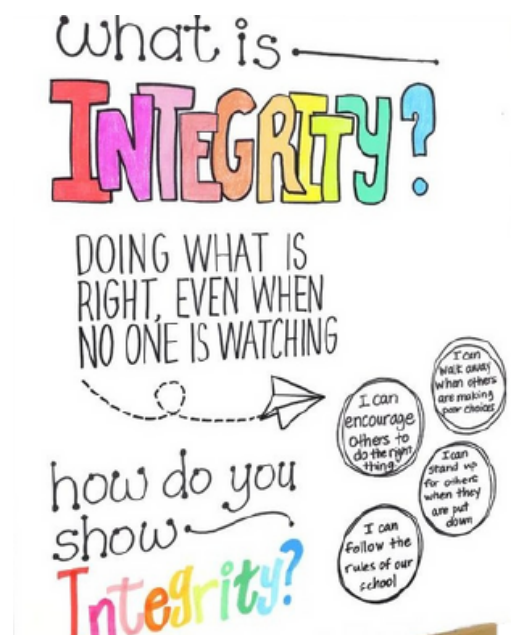 what is
INTEGRITY?
DOING WHAT IS
RIGHT, EVEN WHEN
NO ONE IS WATCHING
I can
walk away
when others
are making
poor choices
I can
encourage
others to
do the right
thing
I can
stand up
for others
when they
are put
down
I can
follow the
rules of our
school
how do you
show
Integrity?